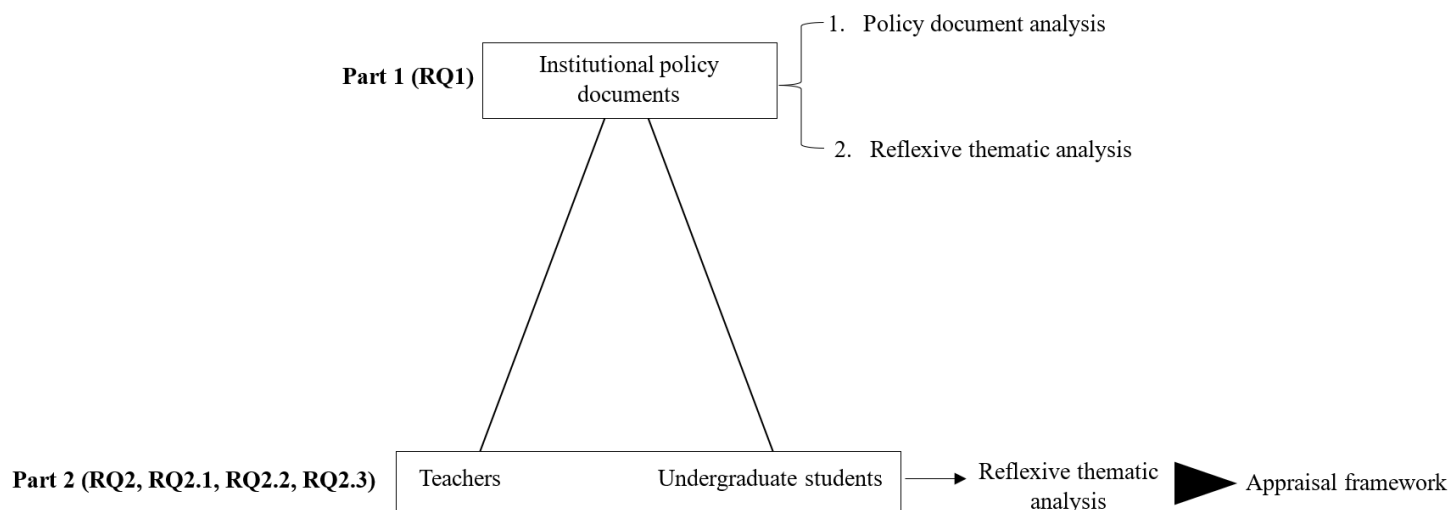 1. Policy document analysis
Part 1 (RQ1)
Institutional policy
documents
2. Reflexive thematic analysis
Part 2 (RQ2, RQ2.1, RQ2.2, RQ2.3)
Teachers
Undergraduate students
Reflexive thematic
analysis
Appraisal framework